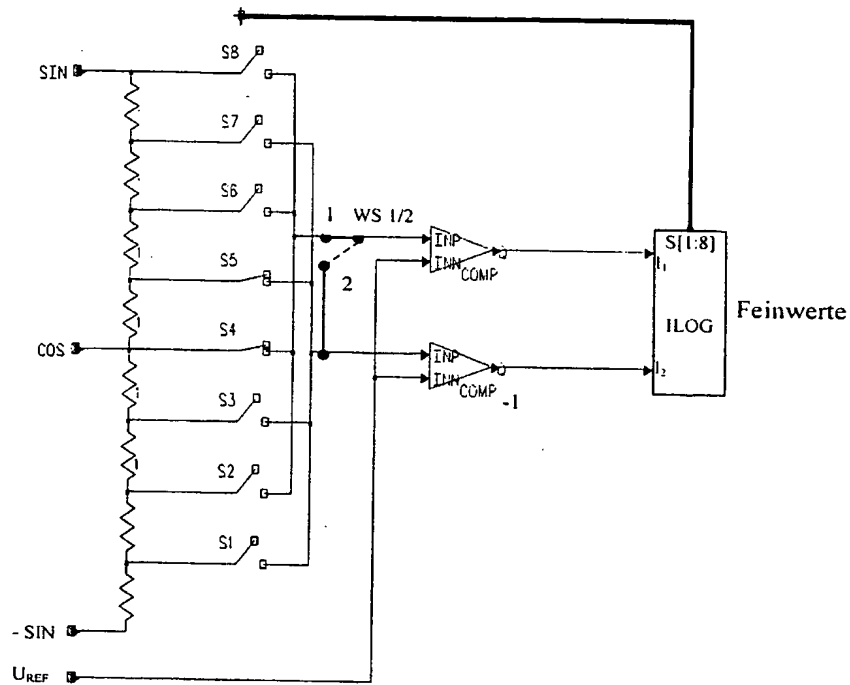 SIN
S8
S7
S6
1 WS 1/2
S5
2
COS
S4
S3
S2
S1
- SIN
UREF
INP
INN COMP
INP
INN COMP
-1
S[1:8]
I1
ILOG
I2
Feinwerte